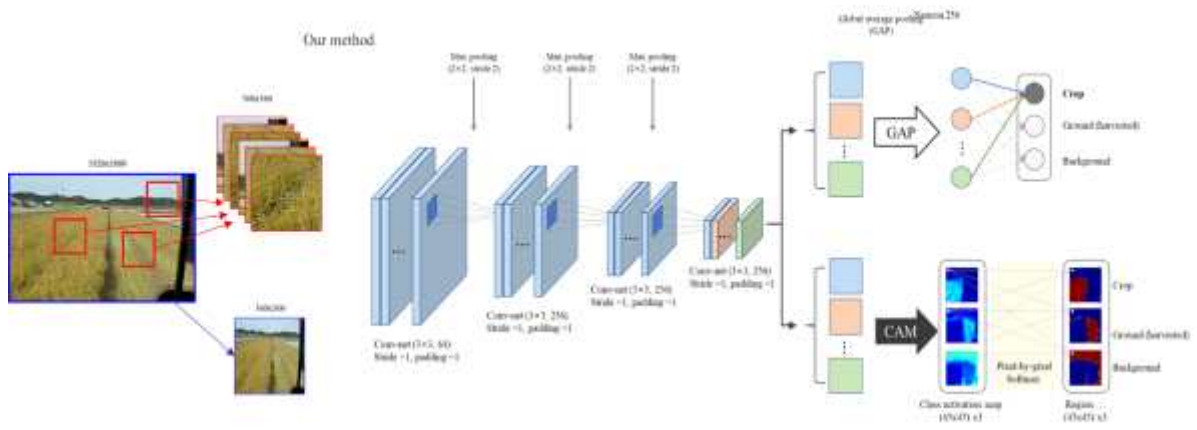 Our method
Max pooling
(2×2, stride 2)
Max pooling
(2×2, stride 2)
Max pooling
(2×2, stride 2)
Global average pooling
(GAP)
GAP
Crop
Ground (harvested)
Background
Conv-net (3×3, 64)
Stride =1, padding =1
Conv-net (3×3, 256)
Stride =1, padding =1
Conv-net (3×3, 256)
Stride =1, padding =1
Conv-net (3×3, 256)
Stride =1, padding =1
CAM
Crop
Ground (harvested)
Background
Pixel-by-pixel
Softmax
Class activation map
Region